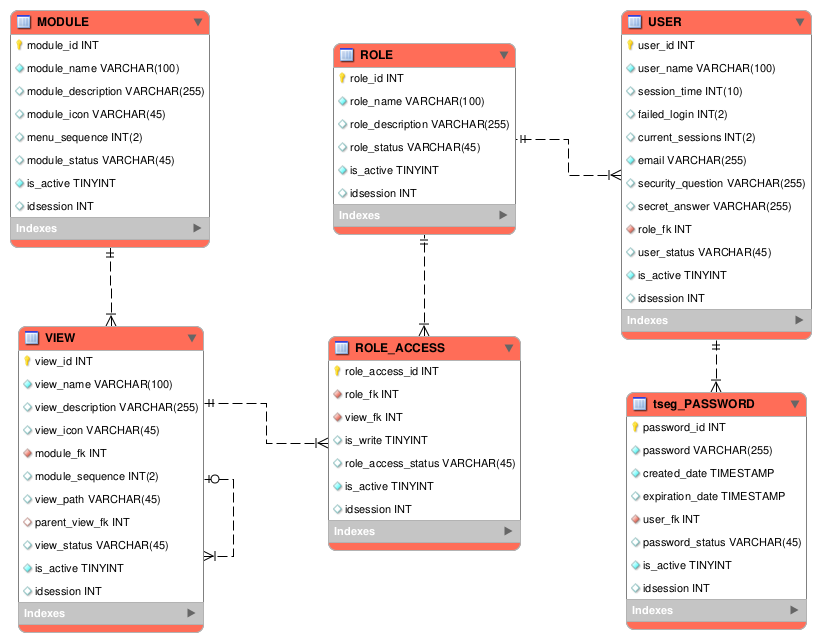 MODULE
module_id INT
module_name VARCHAR(100)
module_description VARCHAR(255)
module_icon VARCHAR(45)
menu_sequence INT(2)
module_status VARCHAR(45)
is_active TINYINT
idsession INT
Indexes
ROLE
role_id INT
role_name VARCHAR(100)
role_description VARCHAR(255)
role_status VARCHAR(45)
is_active TINYINT
idsession INT
Indexes
USER
user_id INT
user_name VARCHAR(100)
session_time INT(10)
failed_login INT(2)
current_sessions INT(2)
email VARCHAR(255)
security_question VARCHAR(255)
secret_answer VARCHAR(255)
role_fk INT
user_status VARCHAR(45)
is_active TINYINT
idsession INT
Indexes
VIEW
view_id INT
view_name VARCHAR(100)
view_description VARCHAR(255)
view_icon VARCHAR(45)
module_fk INT
module_sequence INT(2)
view_path VARCHAR(45)
parent_view_fk INT
view_status VARCHAR(45)
is_active TINYINT
idsession INT
Indexes
ROLE_ACCESS
role_access_id INT
role_fk INT
view_fk INT
is_write TINYINT
role_access_status VARCHAR(45)
is_active TINYINT
idsession INT
Indexes
tseg_PASSWORD
password_id INT
password VARCHAR(255)
created_date TIMESTAMP
expiration_date TIMESTAMP
user_fk INT
password_status VARCHAR(45)
is_active TINYINT
idsession INT
Indexes